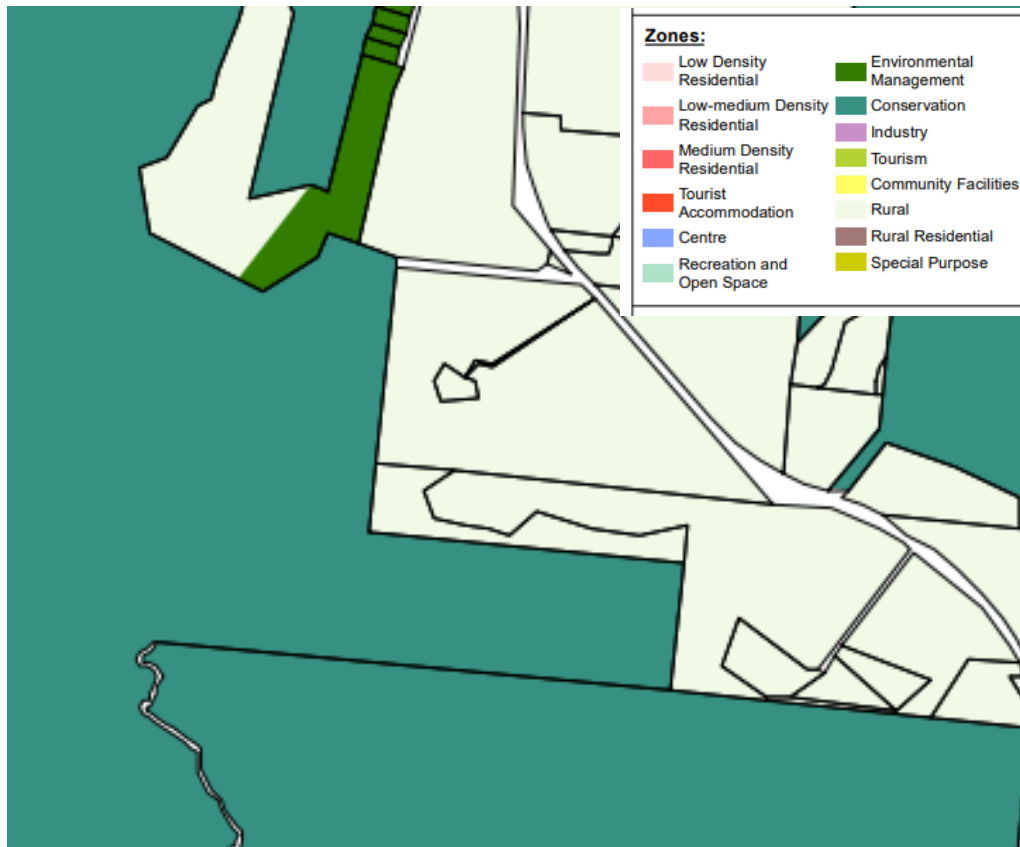 Zones:
Low Density
Residential
Low-medium Density
Residential
Medium Density
Residential
Tourist
Accommodation
Centre
Recreation and
Open Space
Environmental
Management
Conservation
Industry
Tourism
Community Facilities
Rural
Rural Residential
Special Purpose